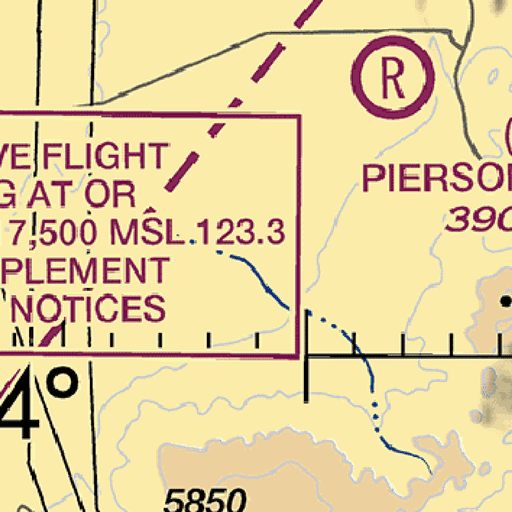 R
VE FLIGHT
G AT OR
7,500 MSL 123.3
PLEMENT
NOTICES
PIERSO
390
4°
5850